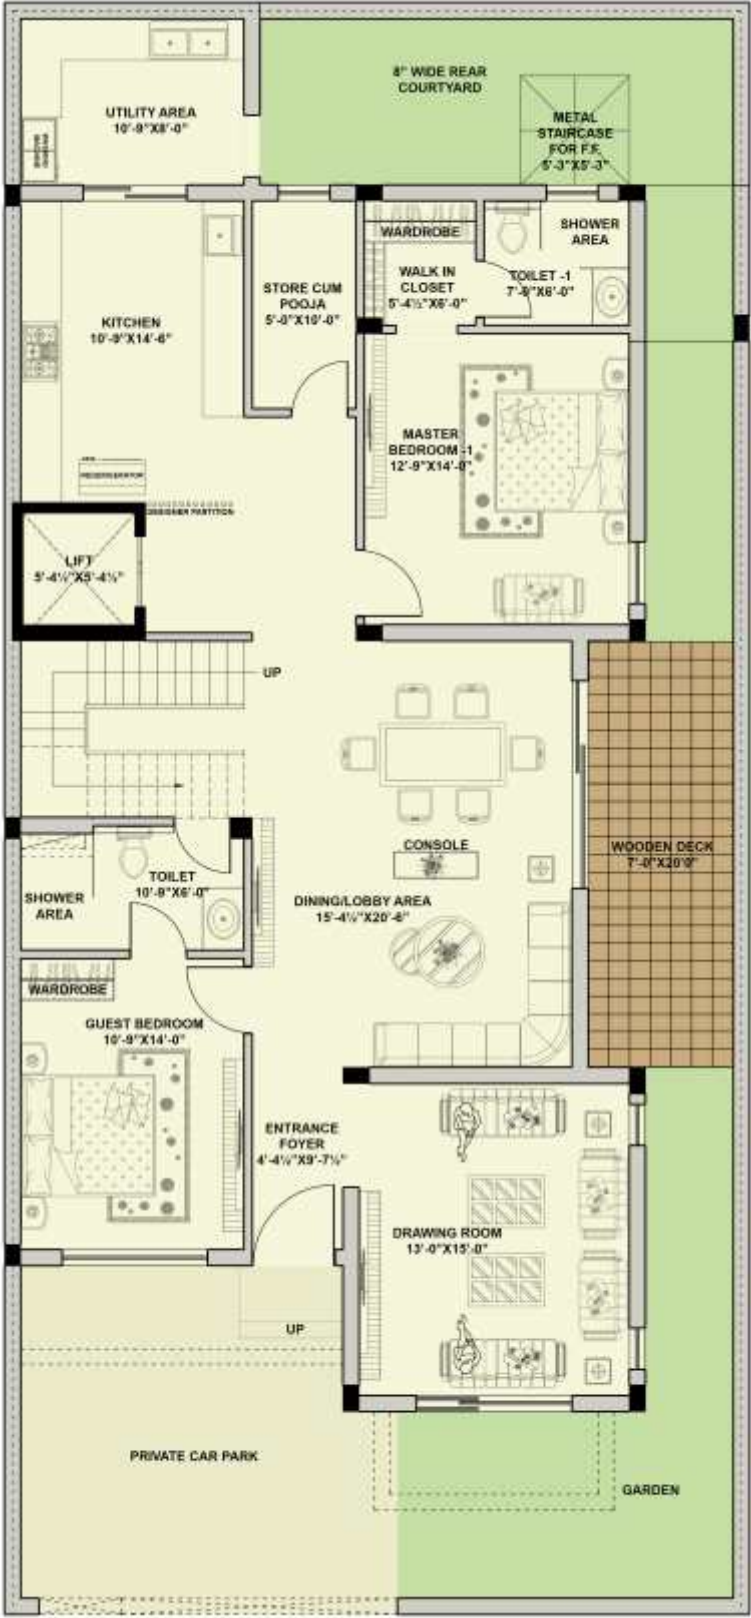 8" WIDE REAR
COURTYARD
UTILITY AREA
10'-9"X8'-0"
METAL
STAIRCASE
FOR F.F.
5'-3"X5'-3"
WARDROBE
SHOWER
AREA
WALK IN
CLOSET
5'-4½"X6'-0"
TOILET -1
7'-9"X6'-0"
STORE CUM
POOJA
5'-0"X10'-0"
KITCHEN
10'-9"X14'-6"
MASTER
BEDROOM -1
12'-9"X14'-0"
REFRIGERATOR
DESIGNER PARTITION
LIFT
5'-4½"X5'-4½"
UP
CONSOLE
WOODEN DECK
7'-0"X20'0"
TOILET
10'-9"X6'-0"
SHOWER
AREA
DINING/LOBBY AREA
15'-4½"X20'-6"
WARDROBE
GUEST BEDROOM
10'-9"X14'-0"
ENTRANCE
FOYER
4'-4½"X9'-7½"
DRAWING ROOM
13'-0"X15'-0"
UP
PRIVATE CAR PARK
GARDEN